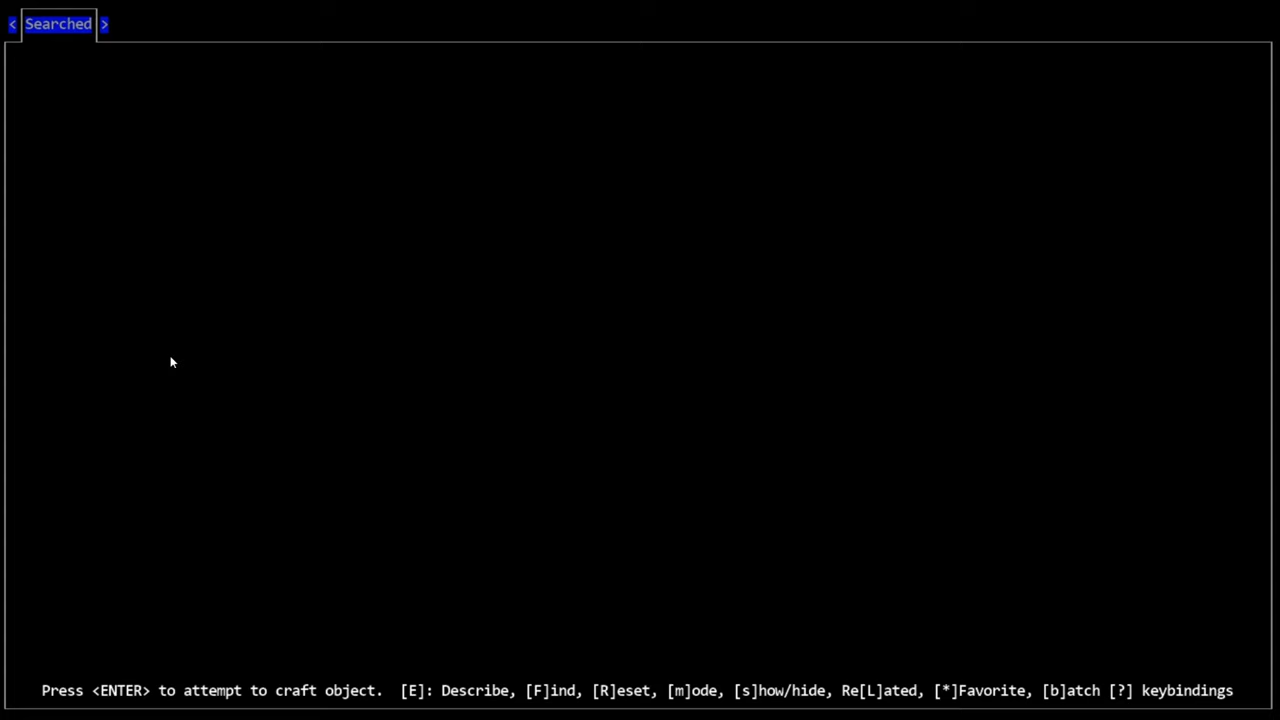 < Searched >
Press <ENTER> to attempt to craft object.  [E]: Describe, [F]ind, [R]eset, [m]ode, [s]how/hide, Re[L]ated, [*]Favorite, [b]atch [?] keybindings